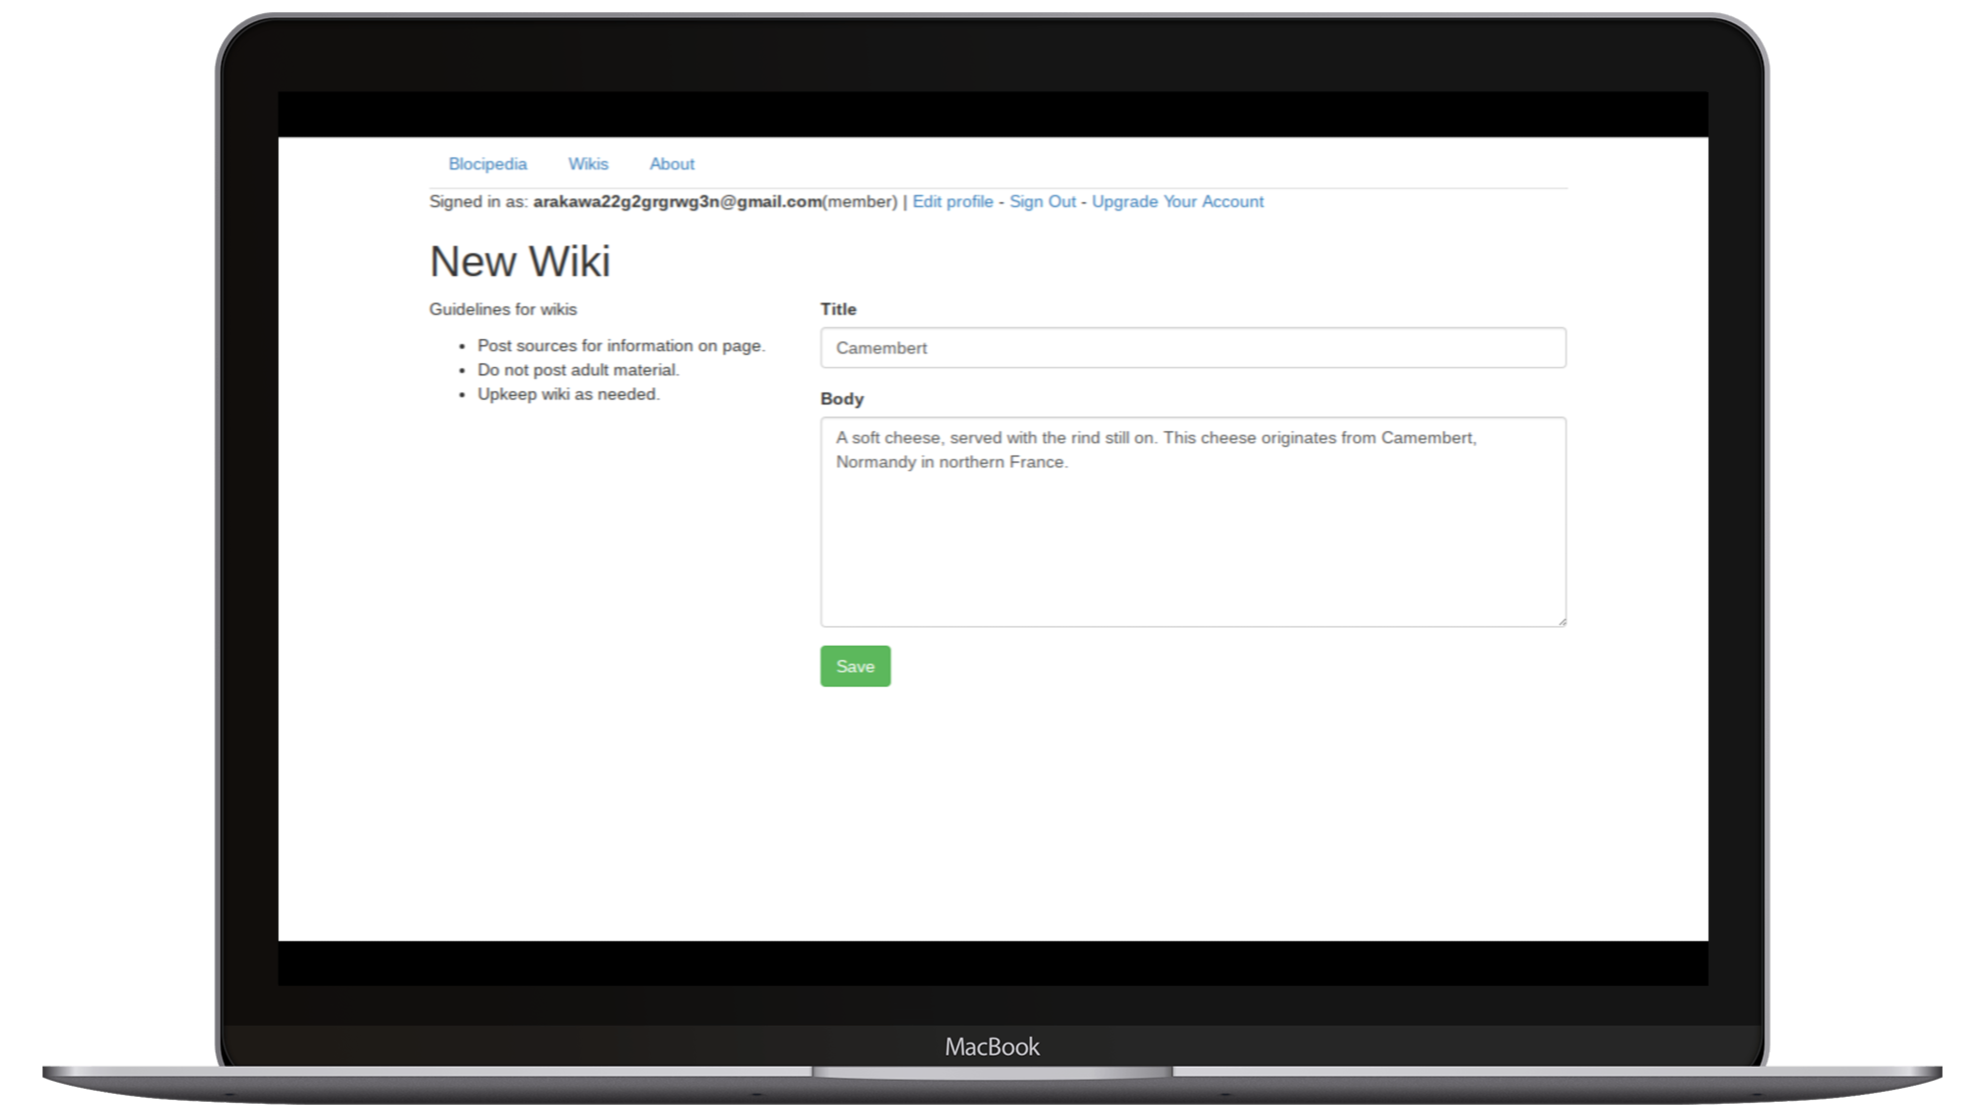 Blocipedia Wikis About
Signed in as: arakawa22g2grgrwg3n@gmail.com(member) | Edit profile - Sign Out - Upgrade Your Account
New Wiki
Guidelines for wikis
• Post sources for information on page.
• Do not post adult material.
• Upkeep wiki as needed.
Title
Camembert
Body
A soft cheese, served with the rind still on. This cheese originates from Camembert,
Normandy in northern France.
Save
MacBook